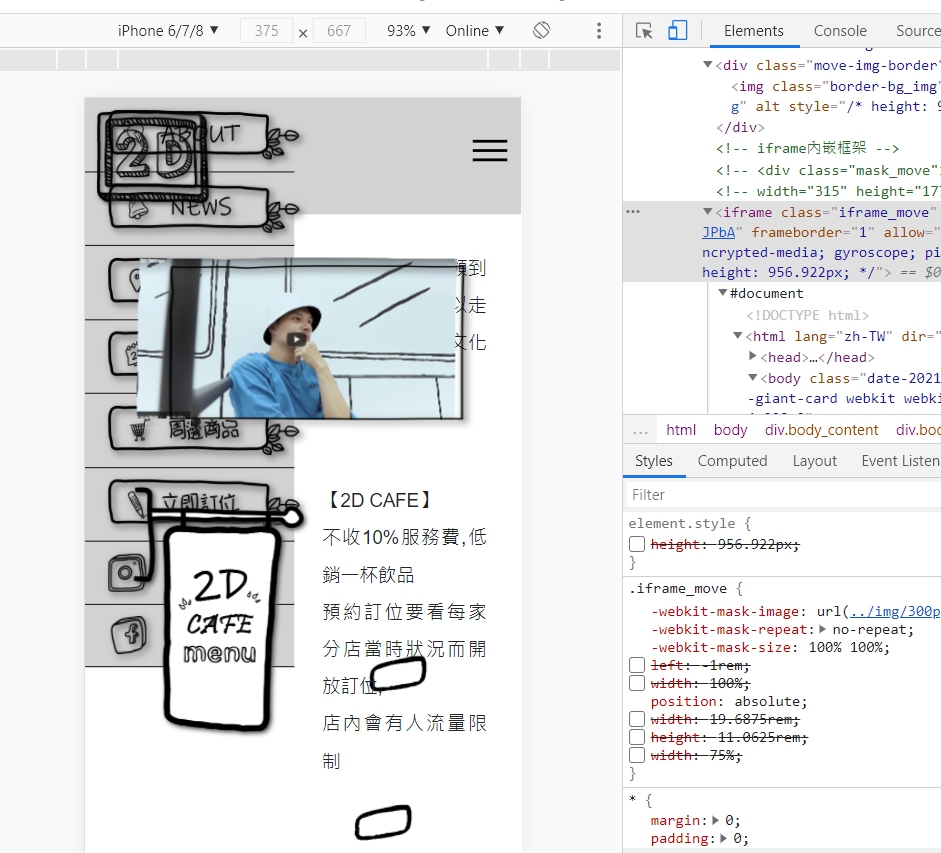 iPhone 6/7/8 ▼ 375 × 667 93% ▼ Online ▼
Elements Console Source
2D
ABOUT
NEWS
到
以走
文化
周邊商品
立即訂位
2D
CAFE
menu
【2D CAFE】
不收10%服務費,低
銷一杯飲品
預約訂位要看每家
分店當時狀況而開
放訂位,
店內會有人流量限
制
▼<div class="move-img-border"
<img class="border-bg_img"
g" alt style="/* height: 9
</div>
<!-- iframe內嵌框架 -->
<!-- <div class="mask_move":
<!-- width="315" height="17
... ▼<iframe class="iframe_move"
JPbA" frameborder="1" allow="
ncrypted-media; gyroscope; pi
height: 956.922px; */"> == $0
▼#document
<!DOCTYPE html>
▼<html lang="zh-TW" dir="
▶<head>…</head>
▼<body class="date-2021
-giant-card webkit webki
... html body div.body_content div.boo
Styles Computed Layout Event Listen
Filter
element.style {
height: 956.922px;
}
.iframe_move {
-webkit-mask-image: url(../img/300p
-webkit-mask-repeat:▶ no-repeat;
-webkit-mask-size: 100% 100%;
left: -1rem;
width: 100%;
position: absolute;
width: 19.6875rem;
height: 11.0625rem;
width: 75%;
}
* {
margin:▶ 0;
padding:▶ 0;